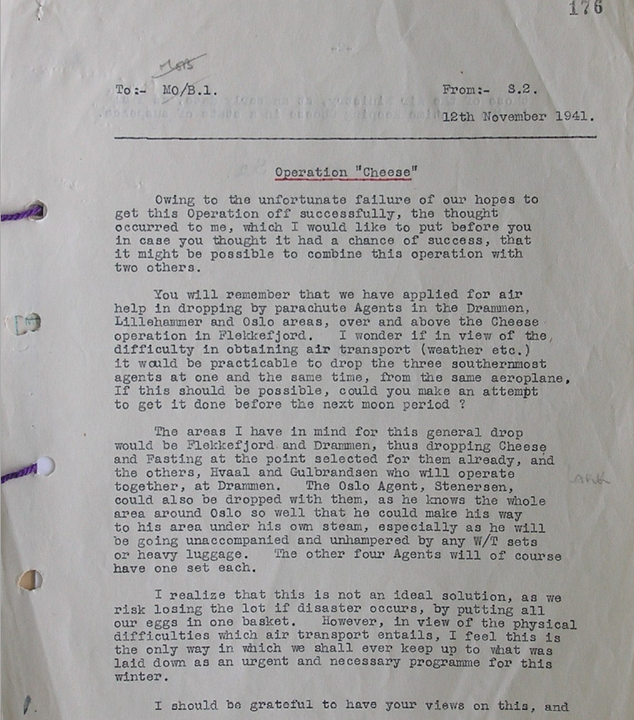 176
To:- MO/B.1. From:- S.2.
12th November 1941.
Operation "Cheese"
Owing to the unfortunate failure of our hopes to
get this Operation off successfully, the thought
occurred to me, which I would like to put before you
in case you thought it had a chance of success, that
it might be possible to combine this operation with
two others.
You will remember that we have applied for air
help in dropping by parachute Agents in the Drammen,
Lillehammer and Oslo areas, over and above the Cheese
operation in Flekkefjord. I wonder if in view of the
difficulty in obtaining air transport (weather etc.)
it would be practicable to drop the three southernmost
agents at one and the same time, from the same aeroplane.
If this should be possible, could you make an attempt
to get it done before the next moon period ?
The areas I have in mind for this general drop
would be Flekkefjord and Drammen, thus dropping Cheese
and Fasting at the point selected for them already, and
the others, Hvaal and Gulbrandsen who will operate
together, at Drammen. The Oslo Agent, Stenersen,
could also be dropped with them, as he knows the whole
area around Oslo so well that he could make his way
to his area under his own steam, especially as he will
be going unaccompanied and unhampered by any W/T sets
or heavy luggage. The other four Agents will of course
have one set each.
I realize that this is not an ideal solution, as we
risk losing the lot if disaster occurs, by putting all
our eggs in one basket. However, in view of the physical
difficulties which air transport entails, I feel this is
the only way in which we shall ever keep up to what was
laid down as an urgent and necessary programme for this
winter.
I should be grateful to have your views on this, and